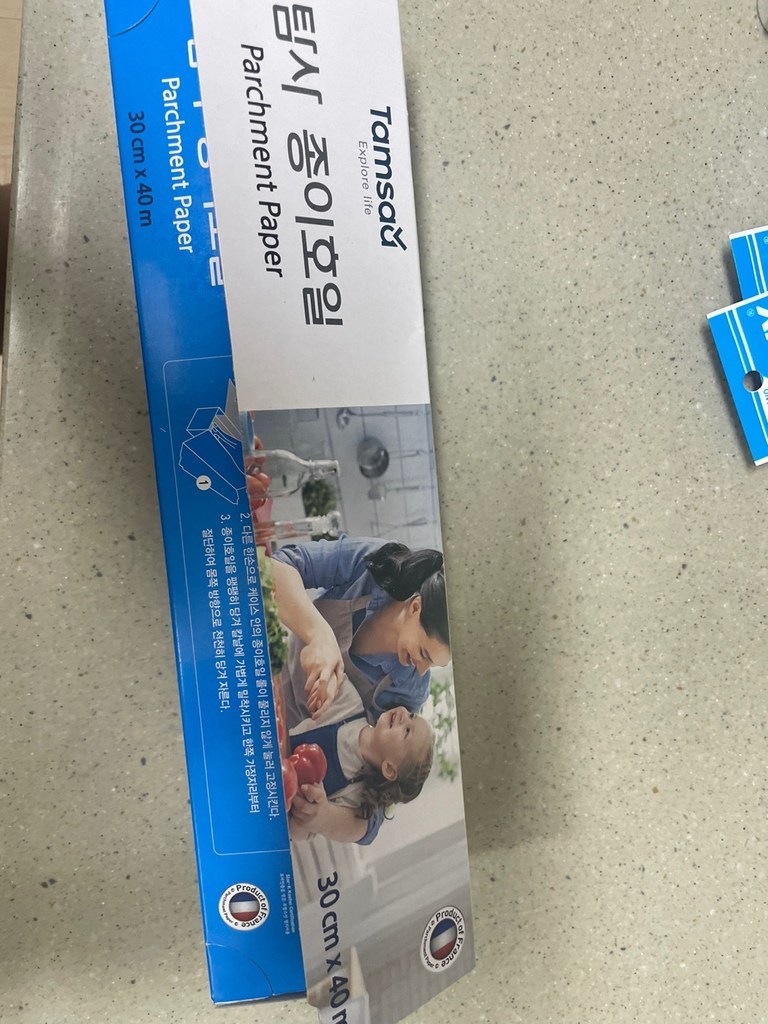 Tamsaá
Explore life
탐사 종이호일
Parchment Paper
30 cm x 40 m
Product of France
Parchment Paper
30 cm x 40 m
1
2. 다른 한손으로 케이스 안의 종이호일 롤이 풀리지 않게 눌러 고정시킨다.
3. 종이호일을 팽팽히 당겨 칼날에 가볍게 밀착시키고 한쪽 가장자리부터
절단하여 몸쪽 방향으로 천천히 당겨 자른다.
Product of France